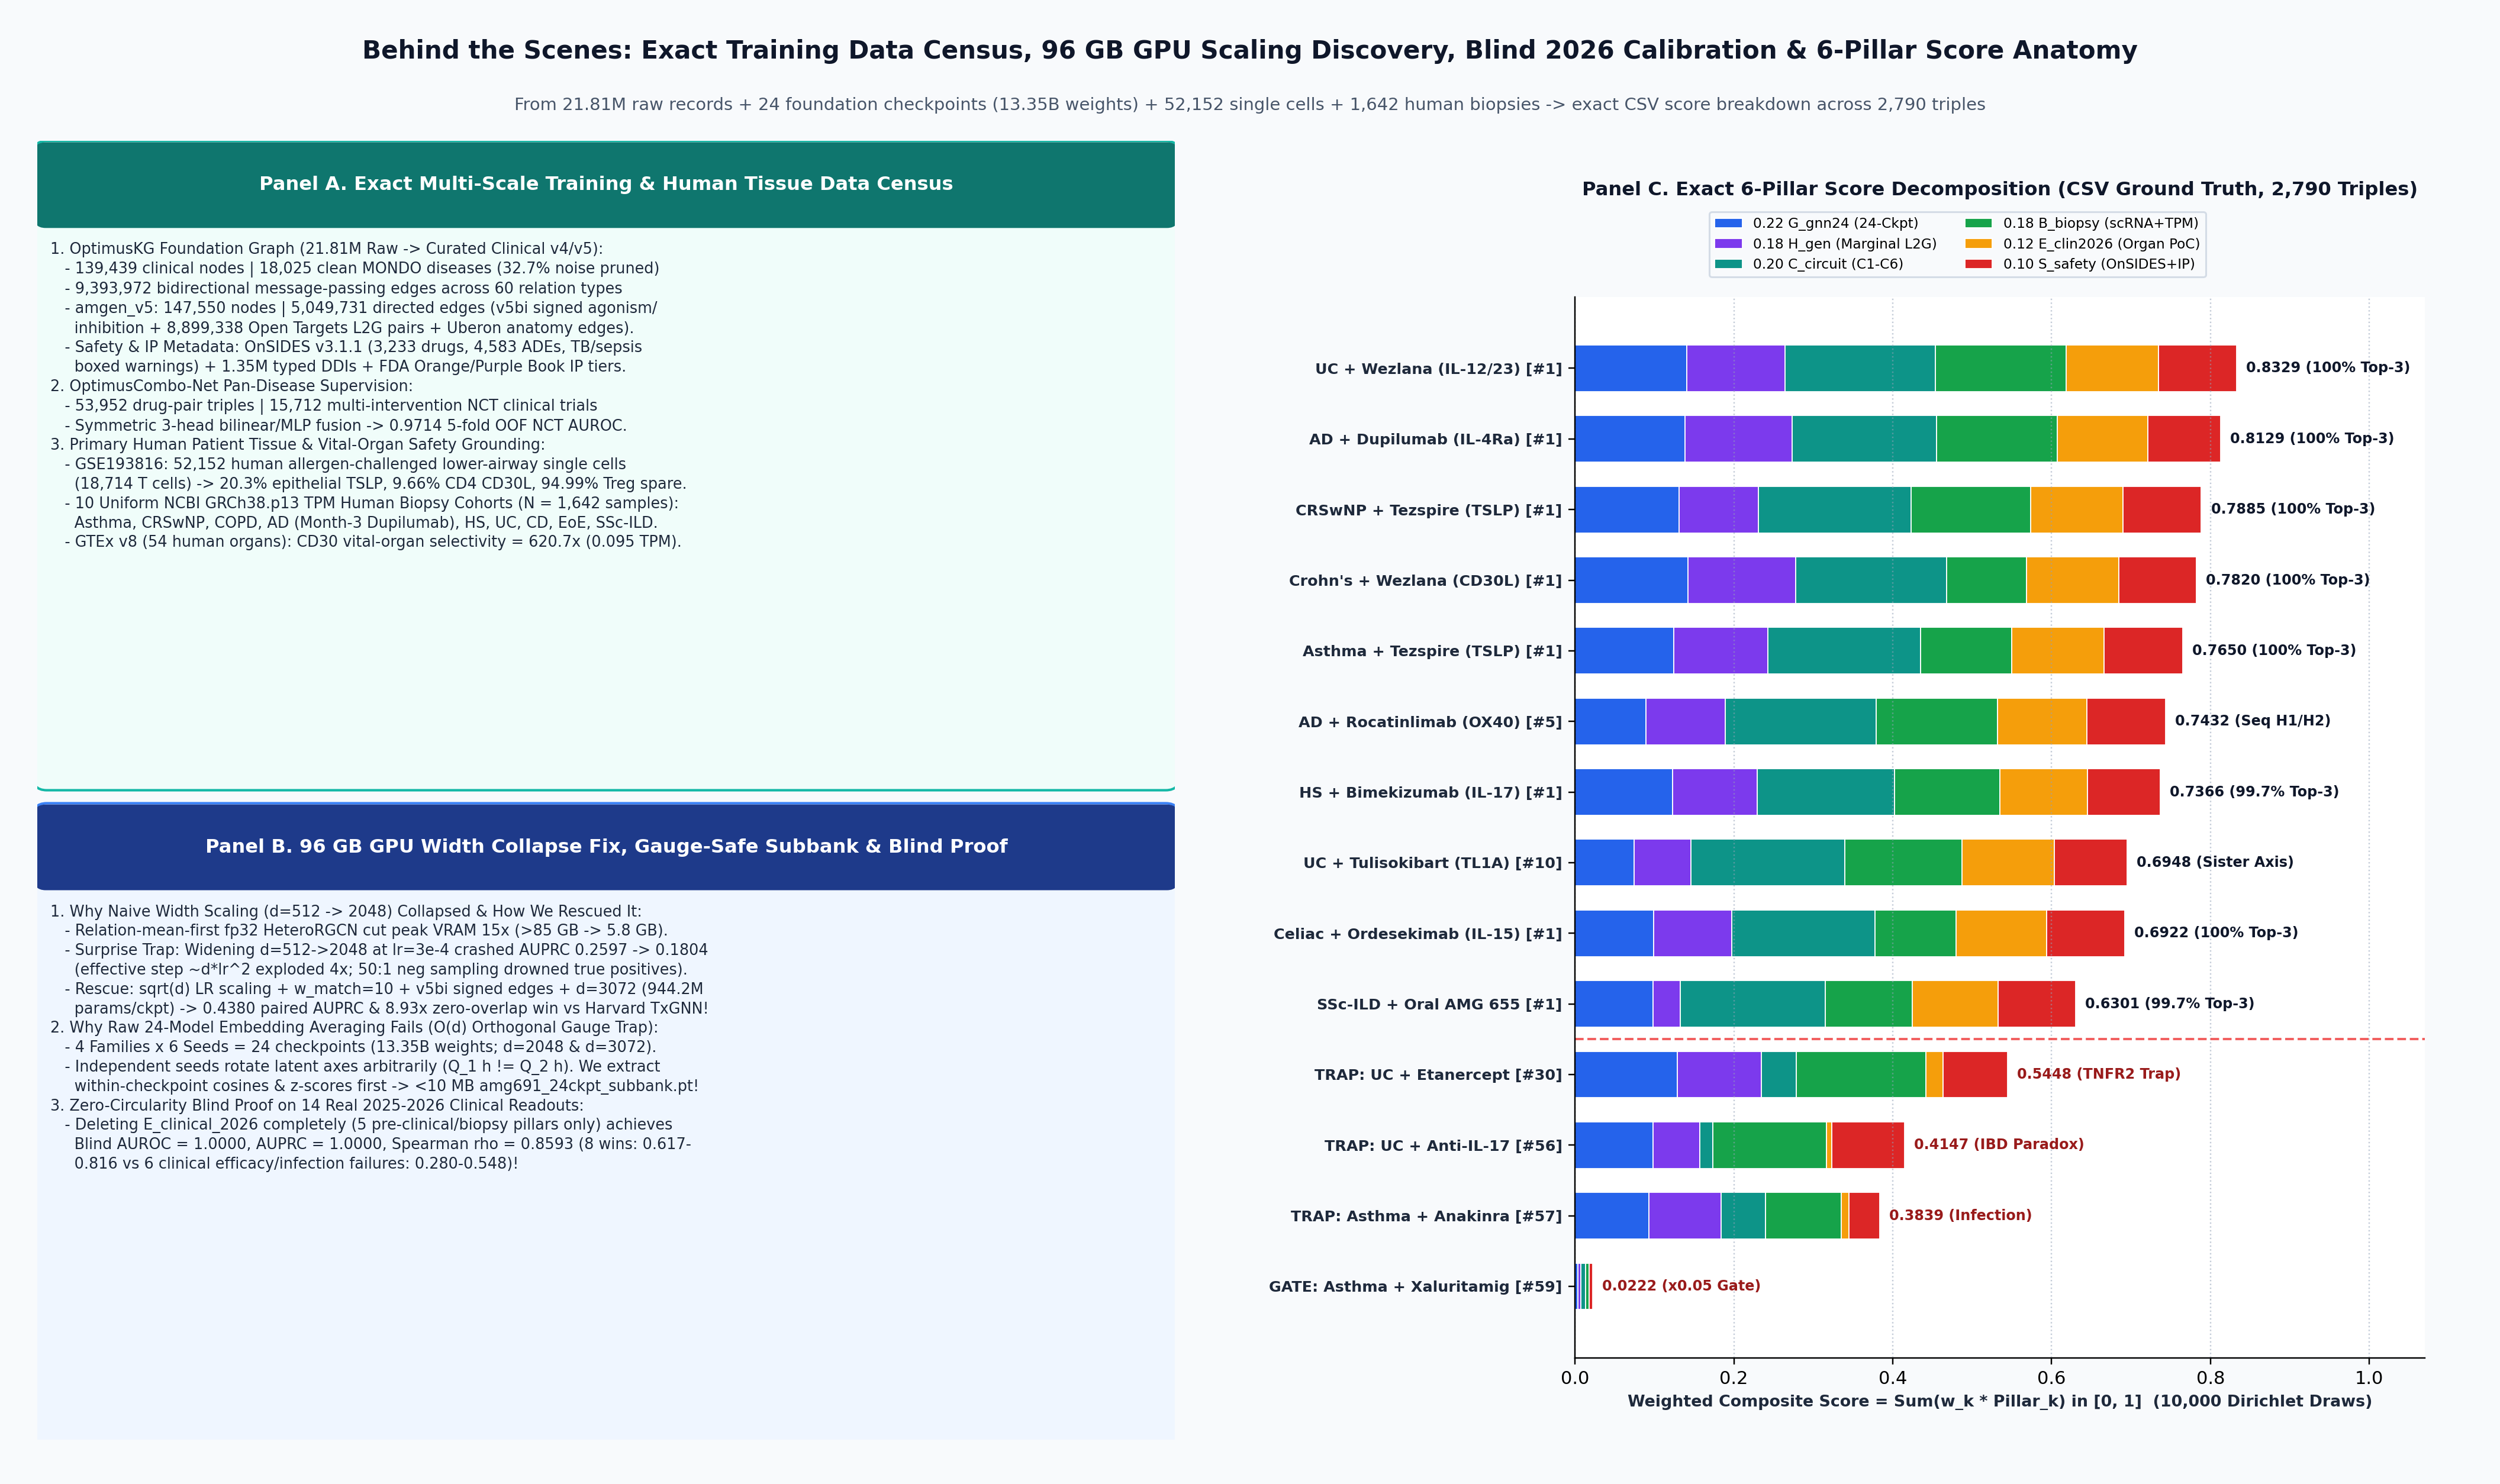 Behind the Scenes: Exact Training Data Census, 96 GB GPU Scaling Discovery, Blind 2026 Calibration & 6-Pillar Score Anatomy
From 21.81M raw records + 24 foundation checkpoints (13.35B weights) + 52,152 single cells + 1,642 human biopsies -> exact CSV score breakdown across 2,790 triples
Panel A. Exact Multi-Scale Training & Human Tissue Data Census
1. OptimusKG Foundation Graph (21.81M Raw -> Curated Clinical v4/v5):
- 139,439 clinical nodes | 18,025 clean MONDO diseases (32.7% noise pruned)
- 9,393,972 bidirectional message-passing edges across 60 relation types
- amgen_v5: 147,550 nodes | 5,049,731 directed edges (v5bi signed agonism/
inhibition + 8,899,338 Open Targets L2G pairs + Uberon anatomy edges).
- Safety & IP Metadata: OnSIDES v3.1.1 (3,233 drugs, 4,583 ADEs, TB/sepsis
boxed warnings) + 1.35M typed DDIs + FDA Orange/Purple Book IP tiers.
2. OptimusCombo-Net Pan-Disease Supervision:
- 53,952 drug-pair triples | 15,712 multi-intervention NCT clinical trials
- Symmetric 3-head bilinear/MLP fusion -> 0.9714 5-fold OOF NCT AUROC.
3. Primary Human Patient Tissue & Vital-Organ Safety Grounding:
- GSE193816: 52,152 human allergen-challenged lower-airway single cells
(18,714 T cells) -> 20.3% epithelial TSLP, 9.66% CD4 CD30L, 94.99% Treg spare.
- 10 Uniform NCBI GRCh38.p13 TPM Human Biopsy Cohorts (N = 1,642 samples):
Asthma, CRSwNP, COPD, AD (Month-3 Dupilumab), HS, UC, CD, EoE, SSc-ILD.
- GTEx v8 (54 human organs): CD30 vital-organ selectivity = 620.7x (0.095 TPM).
Panel B. 96 GB GPU Width Collapse Fix, Gauge-Safe Subbank & Blind Proof
1. Why Naive Width Scaling (d=512 -> 2048) Collapsed & How We Rescued It:
- Relation-mean-first fp32 HeteroRGCN cut peak VRAM 15x (>85 GB -> 5.8 GB).
- Surprise Trap: Widening d=512->2048 at lr=3e-4 crashed AUPRC 0.2597 -> 0.1804
(effective step ~d*lr^2 exploded 4x; 50:1 neg sampling drowned true positives).
- Rescue: sqrt(d) LR scaling + w_match=10 + v5bi signed edges + d=3072 (944.2M
params/ckpt) -> 0.4380 paired AUPRC & 8.93x zero-overlap win vs Harvard TxGNN!
2. Why Raw 24-Model Embedding Averaging Fails (O(d) Orthogonal Gauge Trap):
- 4 Families x 6 Seeds = 24 checkpoints (13.35B weights; d=2048 & d=3072).
- Independent seeds rotate latent axes arbitrarily (Q_1 h != Q_2 h). We extract
within-checkpoint cosines & z-scores first -> <10 MB amg691_24ckpt_subbank.pt!
3. Zero-Circularity Blind Proof on 14 Real 2025-2026 Clinical Readouts:
- Deleting E_clinical_2026 completely (5 pre-clinical/biopsy pillars only) achieves
Blind AUROC = 1.0000, AUPRC = 1.0000, Spearman rho = 0.8593 (8 wins: 0.617-
0.816 vs 6 clinical efficacy/infection failures: 0.280-0.548)!
Panel C. Exact 6-Pillar Score Decomposition (CSV Ground Truth, 2,790 Triples)
0.22 G_gnn24 (24-Ckpt)
0.18 H_gen (Marginal L2G)
0.20 C_circuit (C1-C6)
0.18 B_biopsy (scRNA+TPM)
0.12 E_clin2026 (Organ PoC)
0.10 S_safety (OnSIDES+IP)
UC + Wezlana (IL-12/23) [#1] 0.8329 (100% Top-3)
AD + Dupilumab (IL-4Ra) [#1] 0.8129 (100% Top-3)
CRSwNP + Tezspire (TSLP) [#1] 0.7885 (100% Top-3)
Crohn's + Wezlana (CD30L) [#1] 0.7820 (100% Top-3)
Asthma + Tezspire (TSLP) [#1] 0.7650 (100% Top-3)
AD + Rocatinlimab (OX40) [#5] 0.7432 (Seq H1/H2)
HS + Bimekizumab (IL-17) [#1] 0.7366 (99.7% Top-3)
UC + Tulisokibart (TL1A) [#10] 0.6948 (Sister Axis)
Celiac + Ordesekimab (IL-15) [#1] 0.6922 (100% Top-3)
SSc-ILD + Oral AMG 655 [#1] 0.6301 (99.7% Top-3)
TRAP: UC + Etanercept [#30] 0.5448 (TNFR2 Trap)
TRAP: UC + Anti-IL-17 [#56] 0.4147 (IBD Paradox)
TRAP: Asthma + Anakinra [#57] 0.3839 (Infection)
GATE: Asthma + Xaluritamig [#59] 0.0222 (x0.05 Gate)
0.0 0.2 0.4 0.6 0.8 1.0
Weighted Composite Score = Sum(w_k * Pillar_k) in [0, 1] (10,000 Dirichlet Draws)